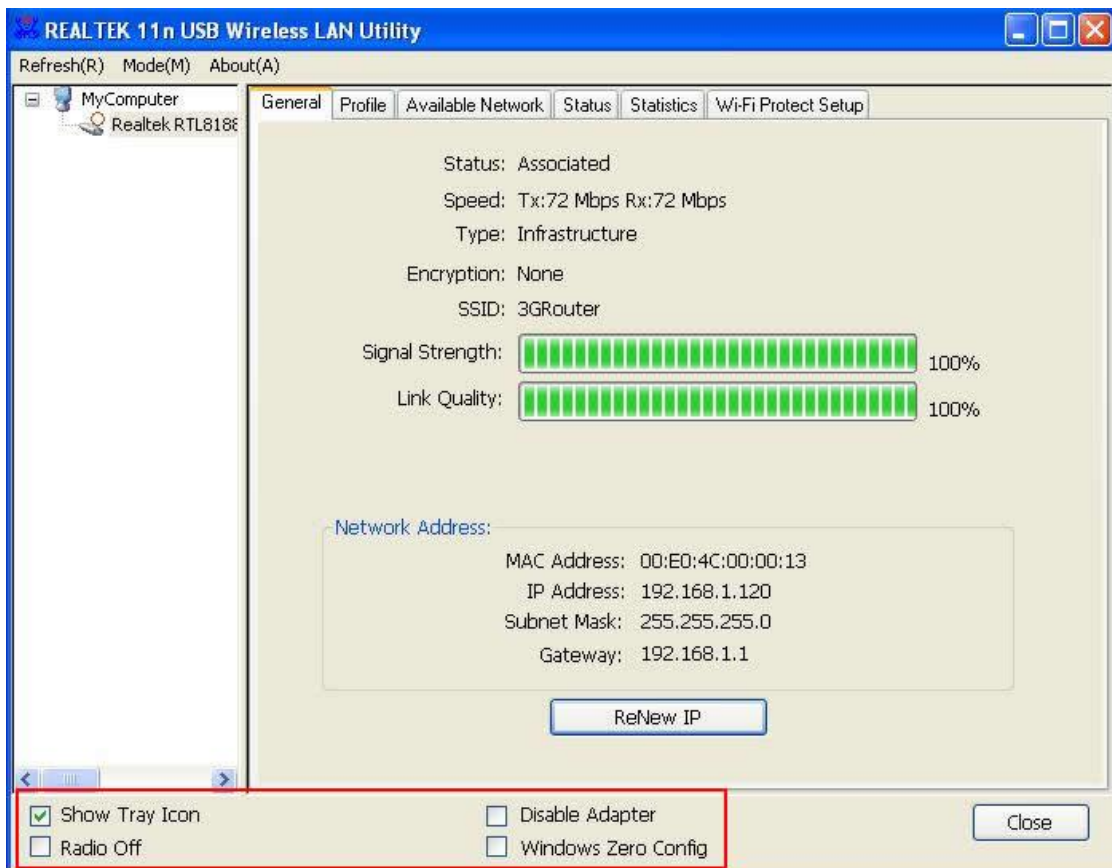 REALTEK 11n USB Wireless LAN Utility
Refresh(R) Mode(M) About(A)
MyComputer
Realtek RTL8188
General Profile Available Network Status Statistics Wi-Fi Protect Setup
Status: Associated
Speed: Tx:72 Mbps Rx:72 Mbps
Type: Infrastructure
Encryption: None
SSID: 3GRouter
Signal Strength: 100%
Link Quality: 100%
Network Address:
MAC Address: 00:E0:4C:00:00:13
IP Address: 192.168.1.120
Subnet Mask: 255.255.255.0
Gateway: 192.168.1.1
ReNew IP
Show Tray Icon Disable Adapter
Radio Off Windows Zero Config
Close